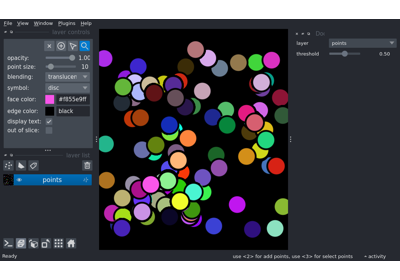 File View Window Plugins Help
layer controls
opacity: 1.00
point size: 10
blending: translucen
symbol: disc
face color: #f855e9ff
edge color: black
display text:
out of slice:
layer list
points
Do
layer points
threshold 0.50
Ready use <2> for add points, use <3> for select points activity